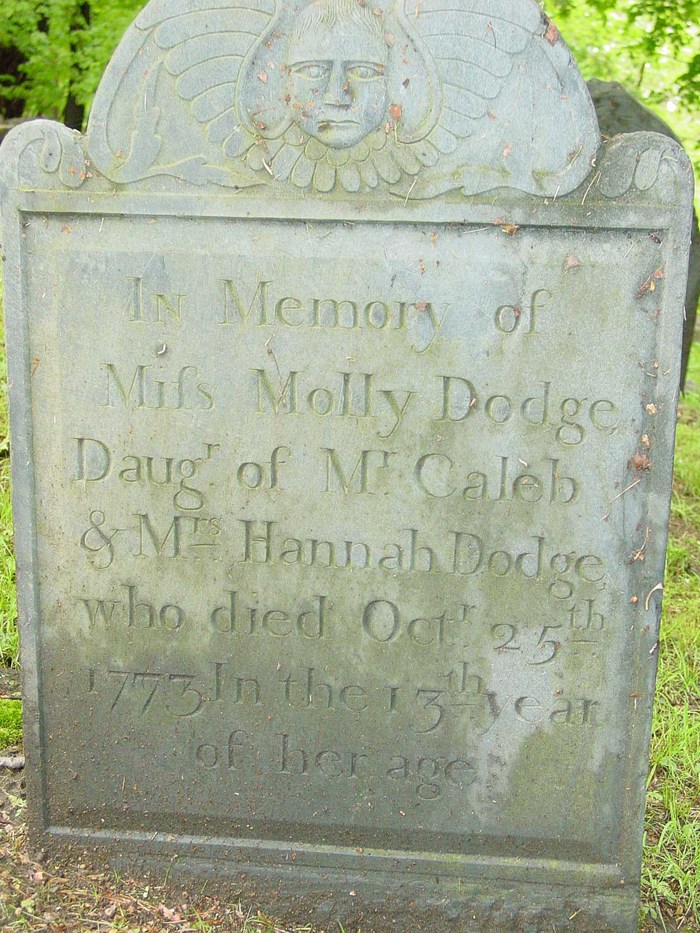 In Memory of
Miſs Molly Dodge,
Daugr of Mr Caleb
& Mrs Hannah Dodge,
who died Octr 25th
1773 In the 13th year
of her age